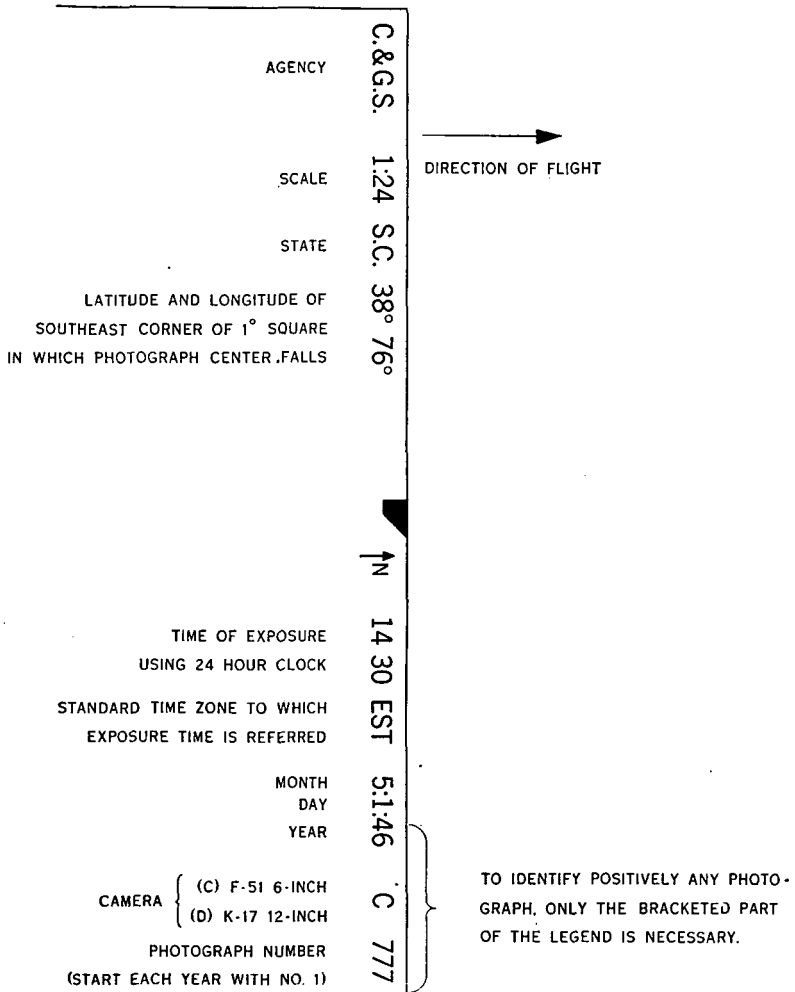 AGENCY
C.&G.S.
DIRECTION OF FLIGHT
SCALE
1:24
STATE
S.C.
LATITUDE AND LONGITUDE OF
SOUTHEAST CORNER OF 1° SQUARE
IN WHICH PHOTOGRAPH CENTER FALLS
38° 76°
N
TIME OF EXPOSURE
USING 24 HOUR CLOCK
14 30
STANDARD TIME ZONE TO WHICH
EXPOSURE TIME IS REFERRED
EST
MONTH
DAY
YEAR
5:1:46
CAMERA
(C) F-51 6-INCH
(D) K-17 12-INCH
C
PHOTOGRAPH NUMBER
(START EACH YEAR WITH NO. 1)
777
TO IDENTIFY POSITIVELY ANY PHOTO-
GRAPH, ONLY THE BRACKETED PART
OF THE LEGEND IS NECESSARY.